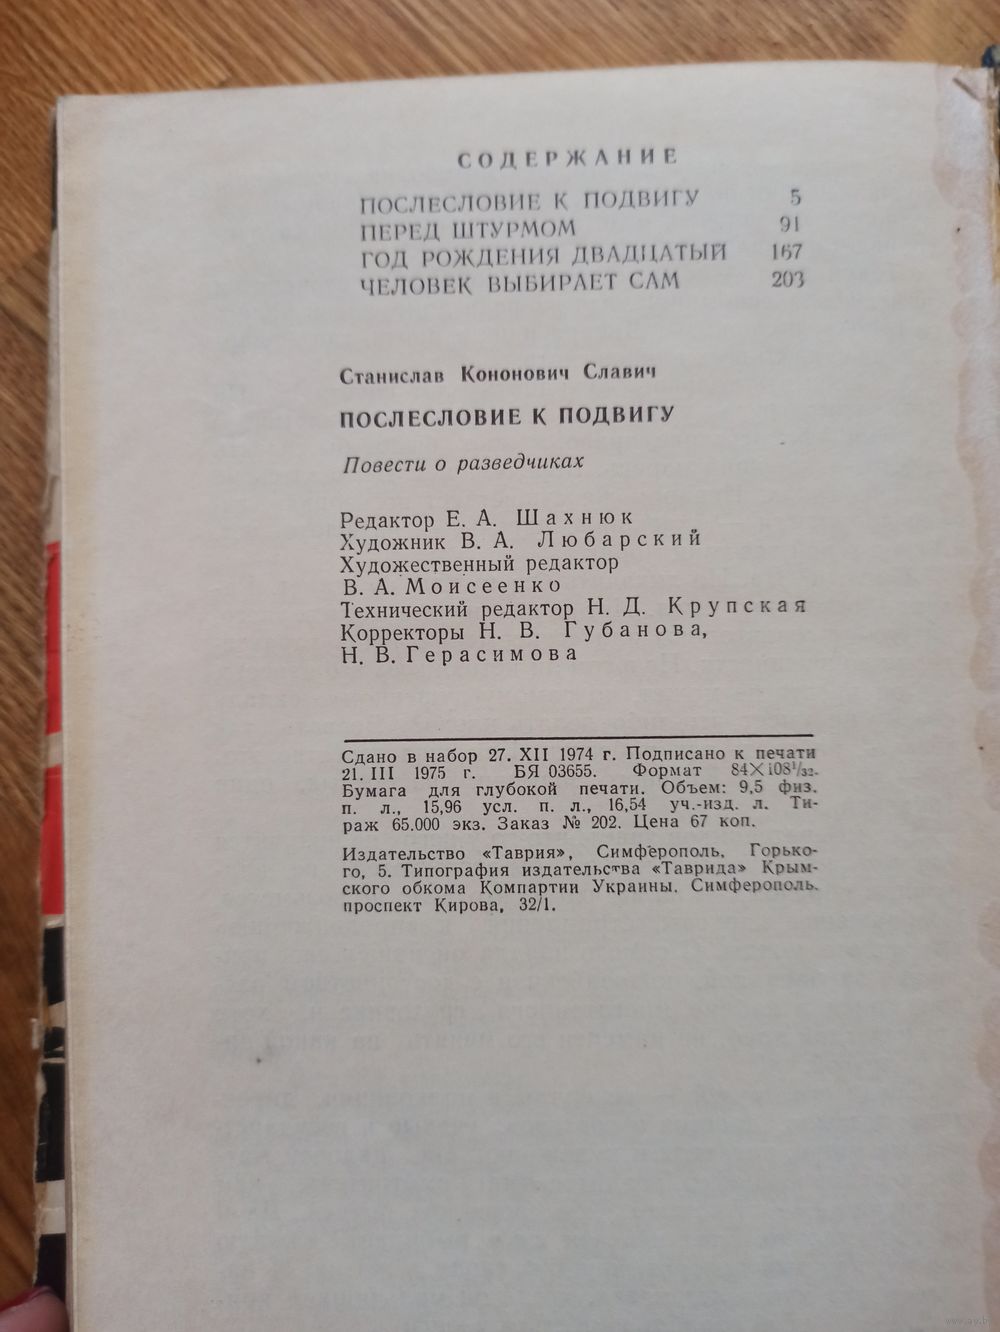 СОДЕРЖАНИЕ
ПОСЛЕСЛОВИЕ К ПОДВИГУ 5
ПЕРЕД ШТУРМОМ 91
ГОД РОЖДЕНИЯ ДВАДЦАТЫЙ 167
ЧЕЛОВЕК ВЫБИРАЕТ САМ 203
Станислав Кононович Славич
ПОСЛЕСЛОВИЕ К ПОДВИГУ
Повести о разведчиках
Редактор Е. А. Шахнюк
Художник В. А. Любарский
Художественный редактор
В. А. Моисеенко
Технический редактор Н. Д. Крупская
Корректоры Н. В. Губанова,
Н. В. Герасимова
Сдано в набор 27. XII 1974 г. Подписано к печати
21. III 1975 г. БЯ 03655. Формат 84×108¹/₃₂.
Бумага для глубокой печати. Объем: 9,5 физ.
п. л., 15,96 усл. п. л., 16,54 уч.-изд. л. Ти-
раж 65.000 экз. Заказ № 202. Цена 67 коп.
Издательство «Таврия», Симферополь, Горько-
го, 5. Типография издательства «Таврида» Крым-
ского обкома Компартии Украины. Симферополь,
проспект Кирова, 32/1.